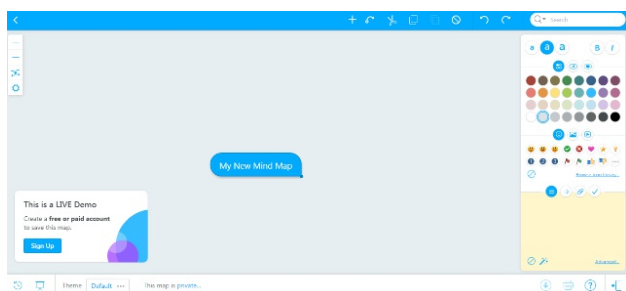 Search
a a a B i
My New Mind Map
This is a LIVE Demo
Create a free or paid account
to save this map.
Sign Up
Advanced...
Theme Default ...
This map is private...